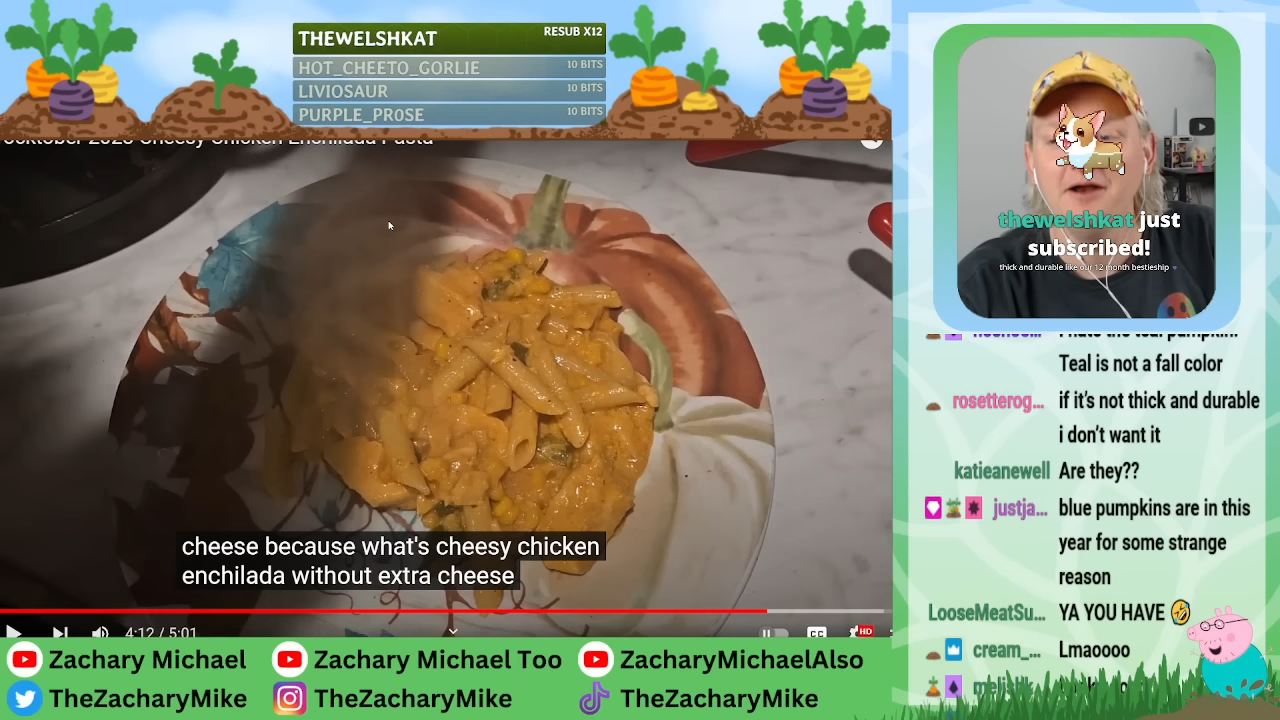 THEWELSHKAT RESUB X12
HOT_CHEETO_GORLIE 10 BITS
LIVIOSAUR 10 BITS
PURPLE_PR0SE 10 BITS
Cheesy Chicken Enchilada Pasta
cheese because what's cheesy chicken
enchilada without extra cheese
4:12 / 5:01
CC
HD
Zachary Michael
Zachary Michael Too
ZacharyMichaelAlso
TheZacharyMike
TheZacharyMike
TheZacharyMike
thewelshkat just
subscribed!
thick and durable like our 12 month bestieship
Teal is not a fall color
rosetterog... if it's not thick and durable
i don't want it
katieanewell Are they??
justja... blue pumpkins are in this
year for some strange
reason
LooseMeatSu... YA YOU HAVE 🤣
cream_... Lmaoooo